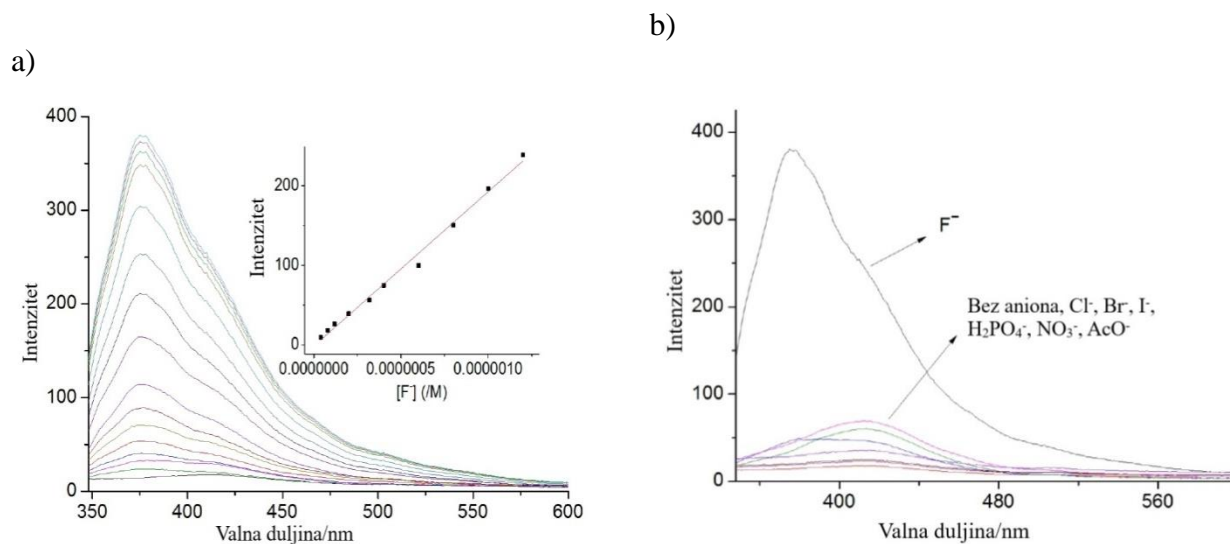 a)
400
300
200
100
0
Intenzitet
350
400
450
500
550
600
Valna duljina/nm
200
100
0
Intenzitet
0.0000000
0.0000005
0.0000010
[F⁻] (/M)
b)
400
300
200
100
0
Intenzitet
400
480
560
Valna duljina/nm
F⁻
Bez aniona, Cl⁻, Br⁻, I⁻,
H₂PO₄⁻, NO₃⁻, AcO⁻